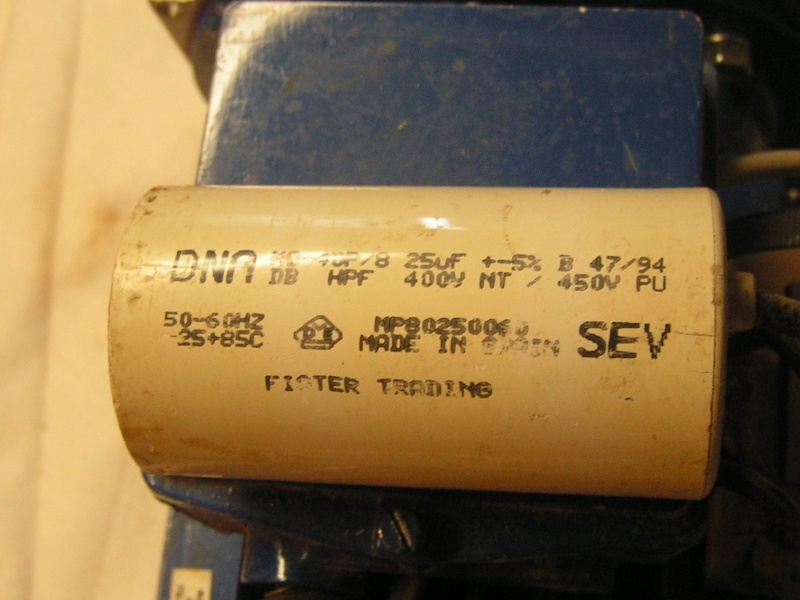 DNA 25uF +-5% B 47/94
DB HPF 400V NT / 450V PU
50-60HZ
-25+85C
MADE IN SPAIN
SEV
TRADING